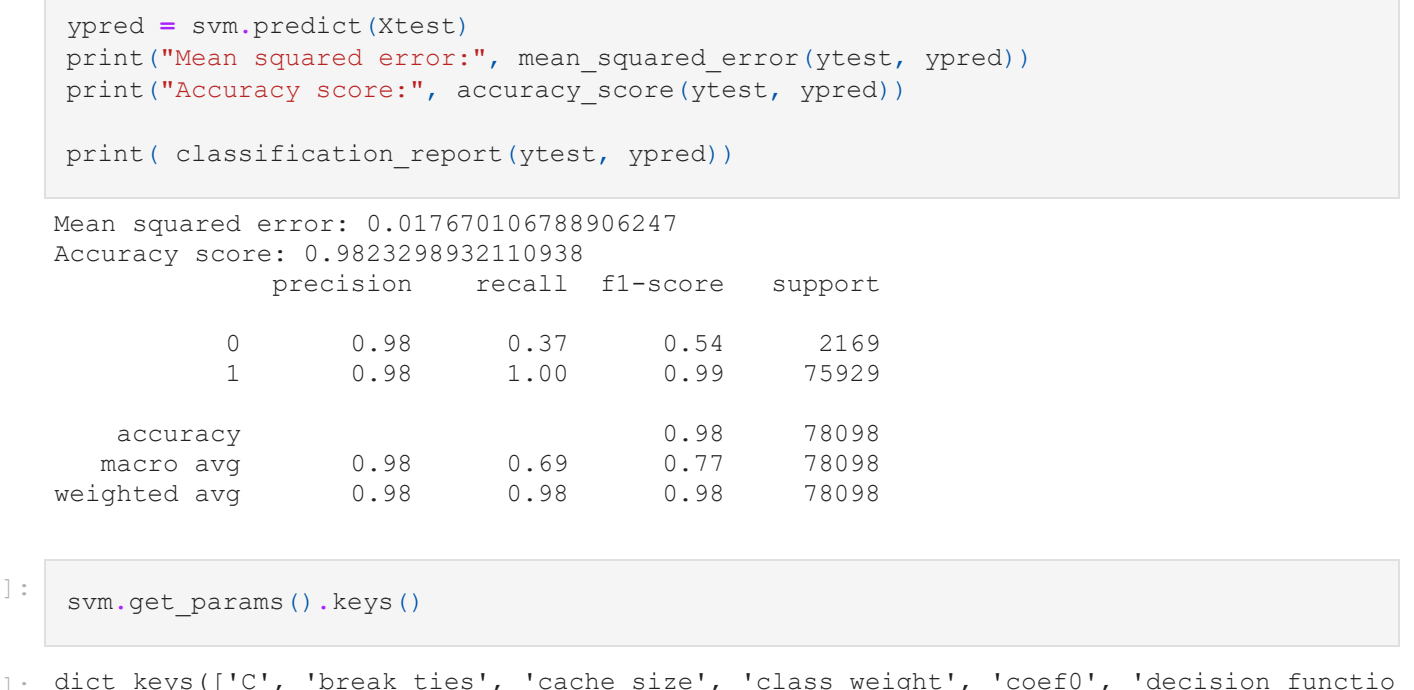 ypred = svm.predict(Xtest)
print("Mean squared error:", mean_squared_error(ytest, ypred))
print("Accuracy score:", accuracy_score(ytest, ypred))
print( classification_report(ytest, ypred))
Mean squared error: 0.017670106788906247
Accuracy score: 0.9823298932110938
precision recall f1-score support
0 0.98 0.37 0.54 2169
1 0.98 1.00 0.99 75929
accuracy 0.98 78098
macro avg 0.98 0.69 0.77 78098
weighted avg 0.98 0.98 0.98 78098
]: svm.get_params().keys()
]: dict_keys(['C', 'break_ties', 'cache_size', 'class_weight', 'coef0', 'decision_functio